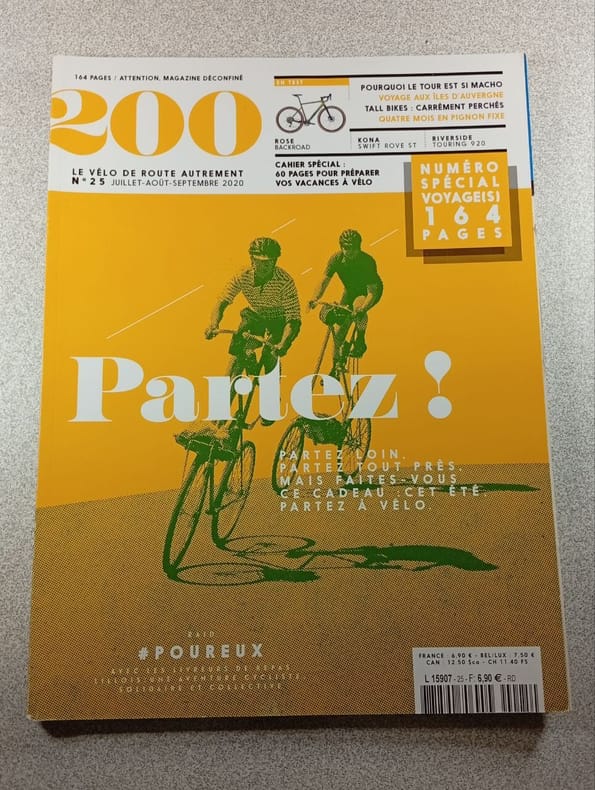 164 PAGES / ATTENTION, MAGAZINE DÉCONFINÉ
200
LE VÉLO DE ROUTE AUTREMENT
N°25 JUILLET-AOÛT-SEPTEMBRE 2020
EN TEST
ROSE
BACKROAD
POURQUOI LE TOUR EST SI MACHO
VOYAGE AUX ÎLES D'AUVERGNE
TALL BIKES : CARRÉMENT PERCHÉS
QUATRE MOIS EN PIGNON FIXE
KONA
SWIFT ROVE ST
RIVERSIDE
TOURING 920
CAHIER SPÉCIAL :
60 PAGES POUR PRÉPARER
VOS VACANCES À VÉLO
NUMÉRO
SPÉCIAL
VOYAGE(S)
164
PAGES
Partez !
PARTEZ LOIN.
PARTEZ TOUT PRÈS.
MAIS FAITES-VOUS
CE CADEAU : CET ÉTÉ,
PARTEZ À VÉLO.
RAID
#POUREUX
AVEC LES LIVREURS DE REPAS
LILLOIS : UNE AVENTURE CYCLISTE,
SOLIDAIRE ET COLLECTIVE.
FRANCE : 6,90 € - BEL/LUX : 7,50 €
CAN : 12.50 $ca - CH 11.40 FS
L 15907 - 25 - F: 6,90 € - RD